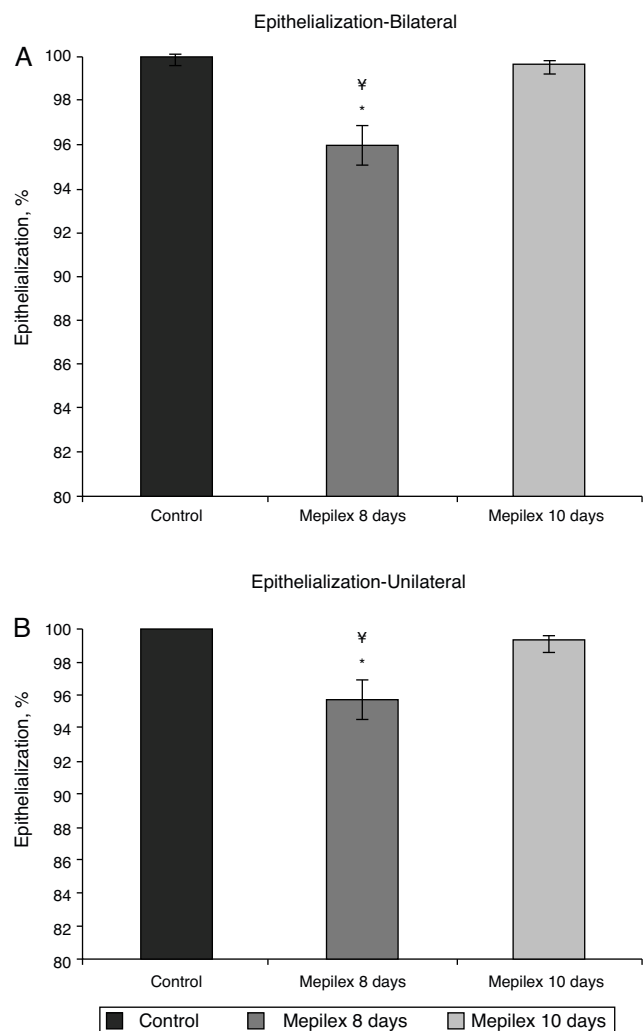 Epithelialization-Bilateral
A
100
98
96
94
92
90
88
86
84
82
80
Epithelialization, %
¥
*
Control Mepilex 8 days Mepilex 10 days
Epithelialization-Unilateral
B
100
98
96
94
92
90
88
86
84
82
80
Epithelialization, %
¥
*
Control Mepilex 8 days Mepilex 10 days
Control Mepilex 8 days Mepilex 10 days